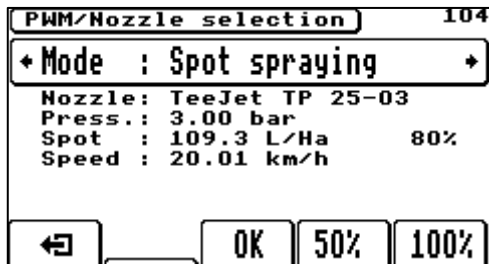 PWM/Nozzle selection 104
Mode : Spot spraying
Nozzle: TeeJet TP 25-03
Press.: 3.00 bar
Spot : 109.3 L/Ha 80%
Speed : 20.01 km/h
OK 50% 100%